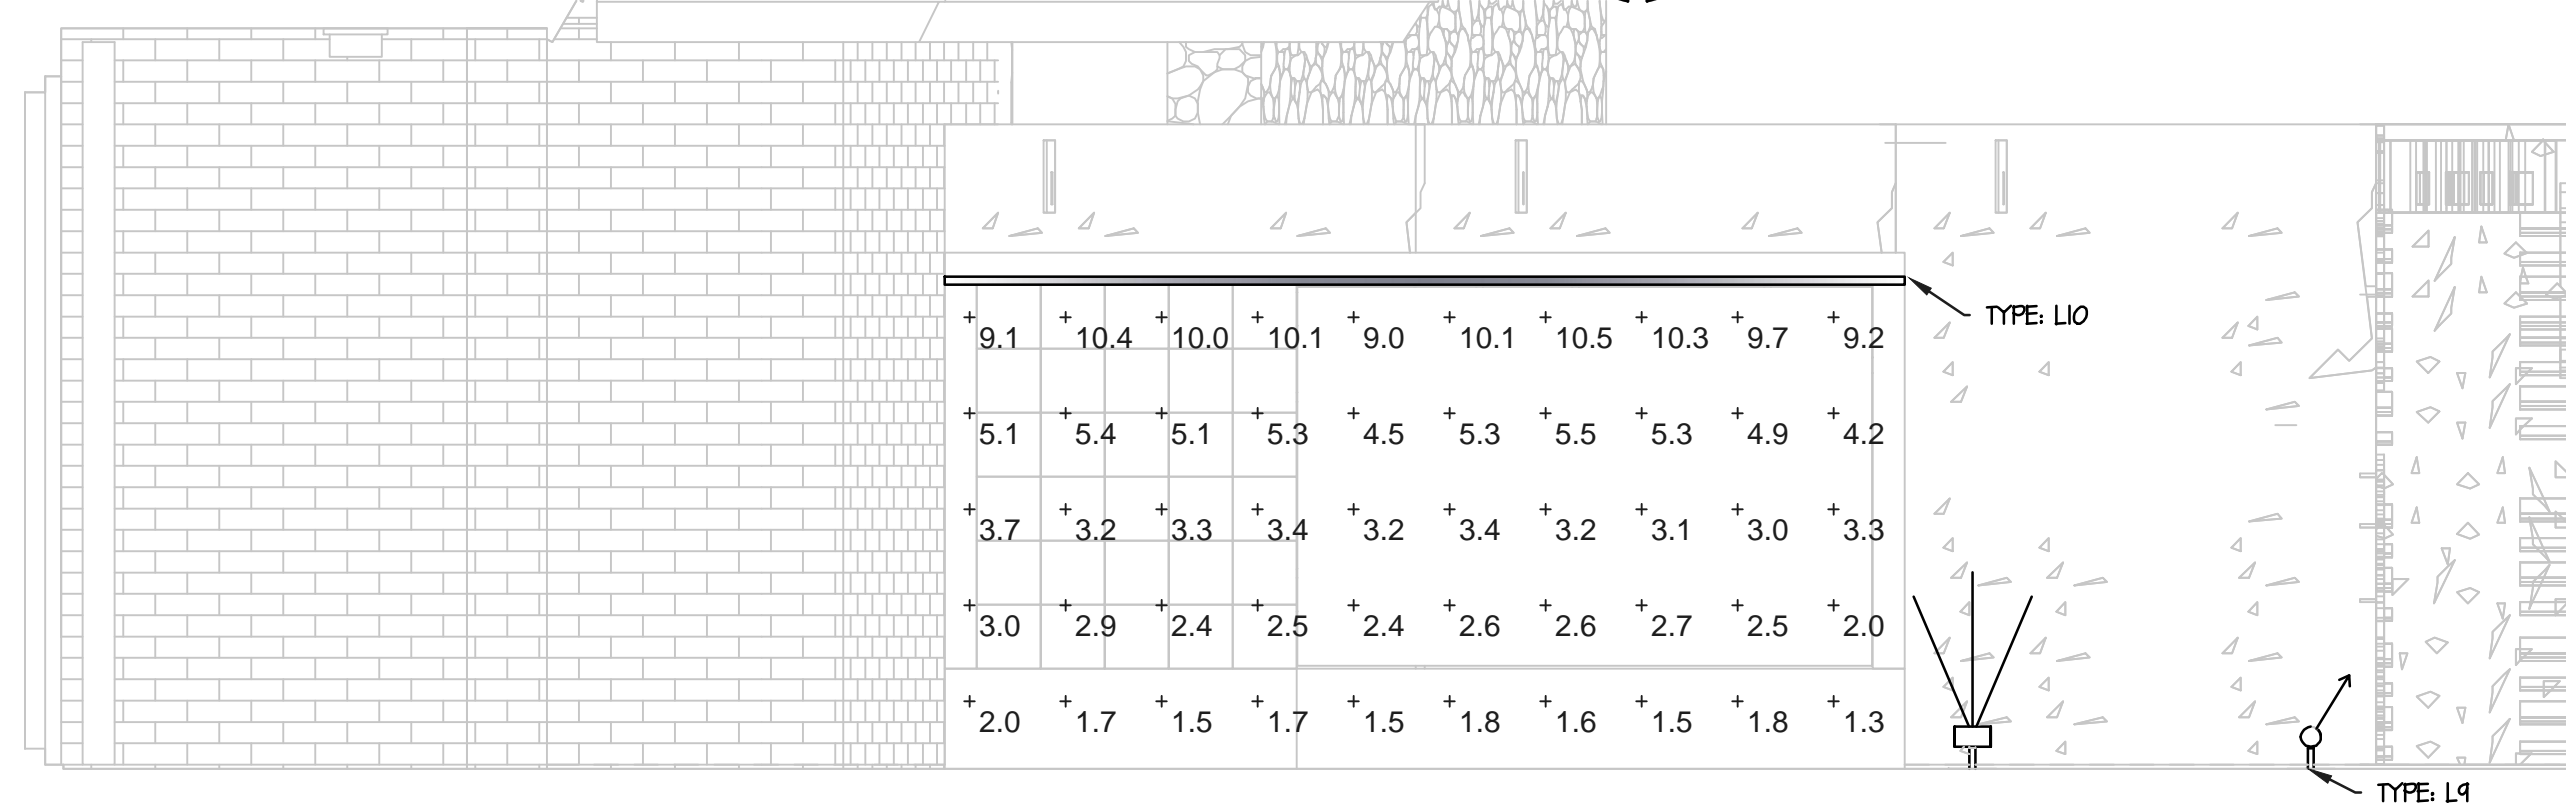 9.1 10.4 10.0 10.1 9.0 10.1 10.5 10.3 9.7 9.2
TYPE: L10
5.1 5.4 5.1 5.3 4.5 5.3 5.5 5.3 4.9 4.2
3.7 3.2 3.3 3.4 3.2 3.4 3.2 3.1 3.0 3.3
3.0 2.9 2.4 2.5 2.4 2.6 2.6 2.7 2.5 2.0
2.0 1.7 1.5 1.7 1.5 1.8 1.6 1.5 1.8 1.3
TYPE: L9